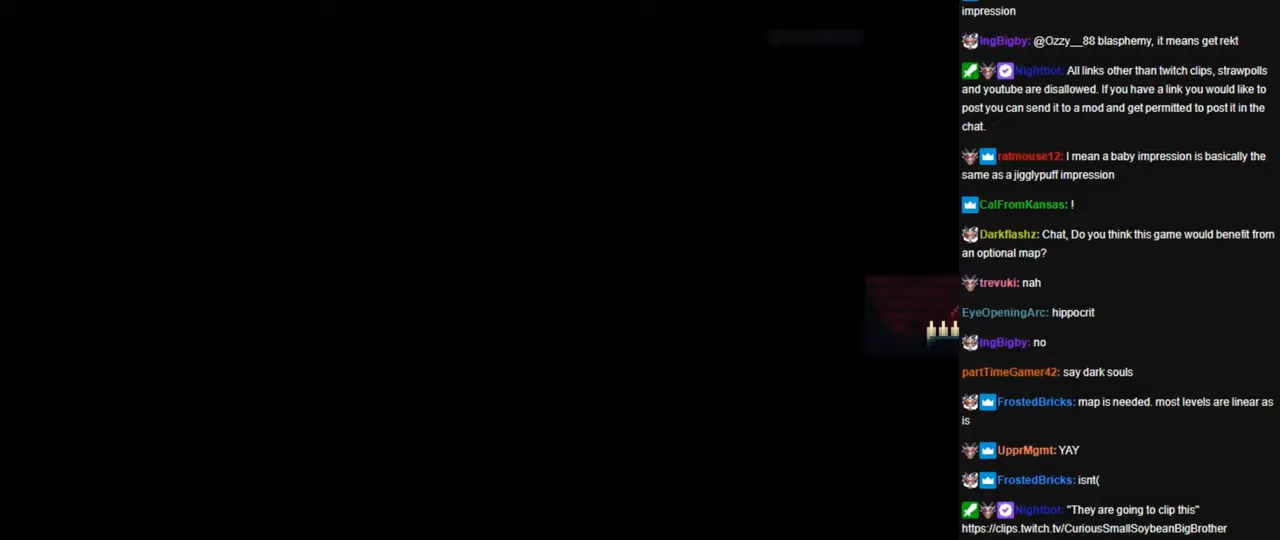 impression
IngBigby: @Ozzy__88 blasphemy, it means get rekt
Nightbot: All links other than twitch clips, strawpolls
and youtube are disallowed. If you have a link you would like to
post you can send it to a mod and get permitted to post it in the
chat.
ratmouse12: I mean a baby impression is basically the
same as a jigglypuff impression
CalFromKansas: !
Darkflashz: Chat, Do you think this game would benefit from
an optional map?
trevuki: nah
EyeOpeningArc: hippocrit
IngBigby: no
partTimeGamer42: say dark souls
FrostedBricks: map is needed. most levels are linear as
is
UpprMgmt: YAY
FrostedBricks: isnt(
Nightbot: "They are going to clip this"
https://clips.twitch.tv/CuriousSmallSoybeanBigBrother